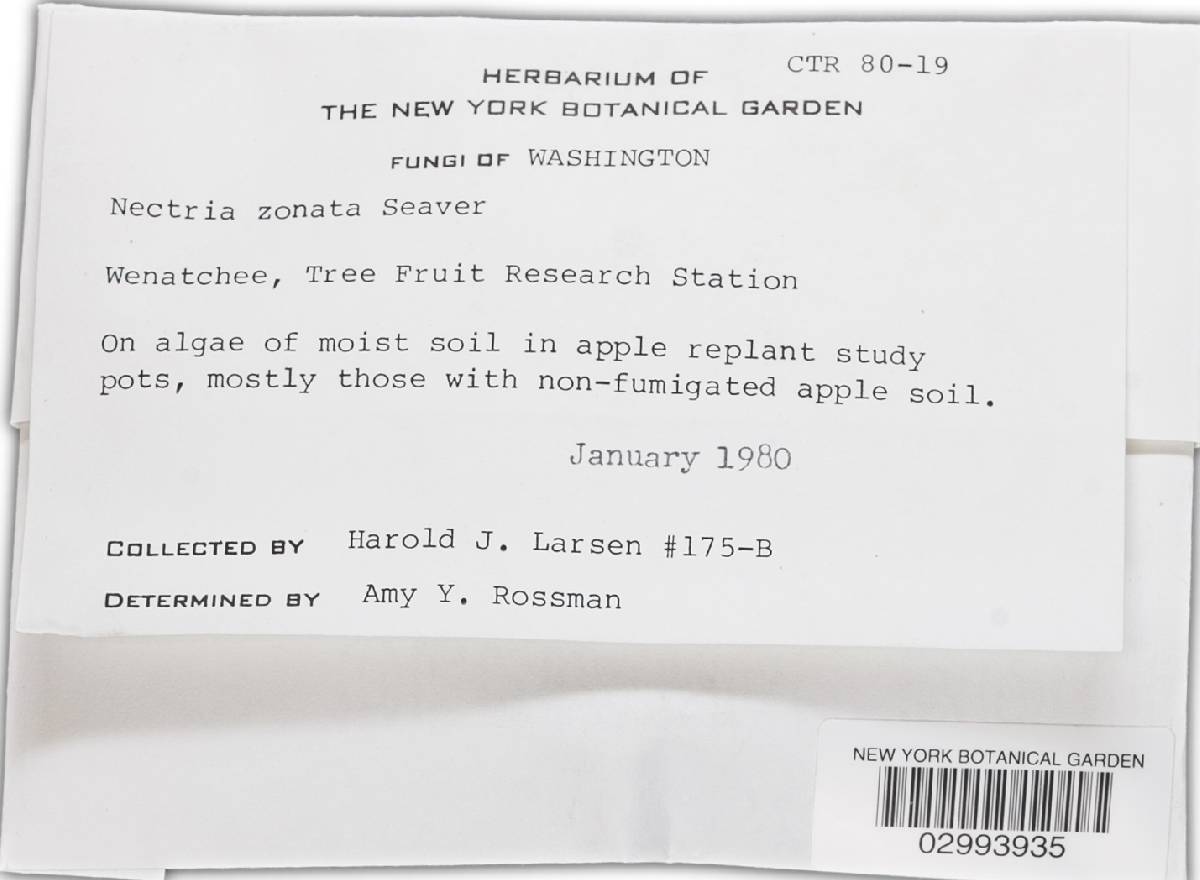 CTR 80-19
HERBARIUM OF
THE NEW YORK BOTANICAL GARDEN
FUNGI OF WASHINGTON
Nectria zonata Seaver
Wenatchee, Tree Fruit Research Station
On algae of moist soil in apple replant study
pots, mostly those with non-fumigated apple soil.
January 1980
COLLECTED BY Harold J. Larsen #175-B
DETERMINED BY Amy Y. Rossman
NEW YORK BOTANICAL GARDEN
02993935